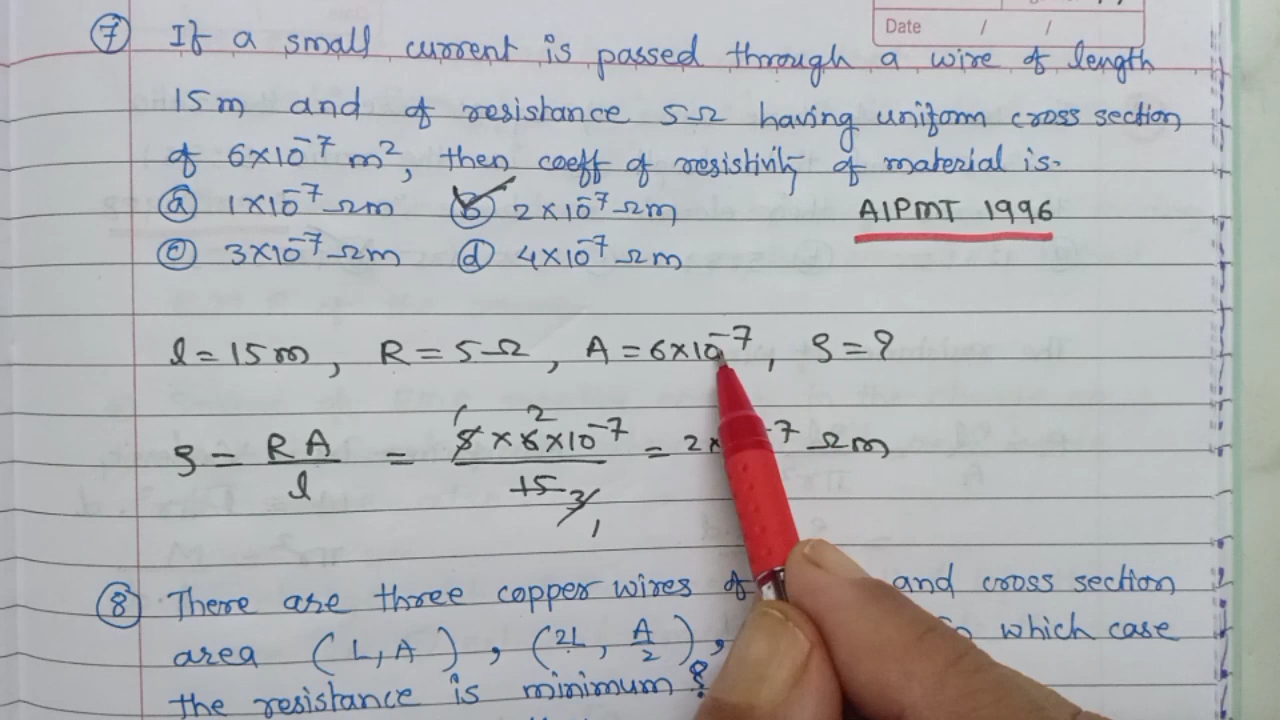 Date / /
⑦ If a small current is passed through a wire of length
15m and of resistance 5Ω having uniform cross section
of 6×10⁻⁷ m², then coeff of resistivity of material is.
ⓐ 1×10⁻⁷ Ωm ⓑ 2×10⁻⁷ Ωm AIPMT 1996
ⓒ 3×10⁻⁷ Ωm ⓓ 4×10⁻⁷ Ωm
l = 15m, R = 5Ω, A = 6×10⁻⁷, ρ = ?
ρ = RA/l = 5×6×10⁻⁷/15 = 2× ⁻⁷ Ωm
⑧ There are three copper wires of and cross section
area (L, A), (2L, A/2), which case
the resistance is minimum?